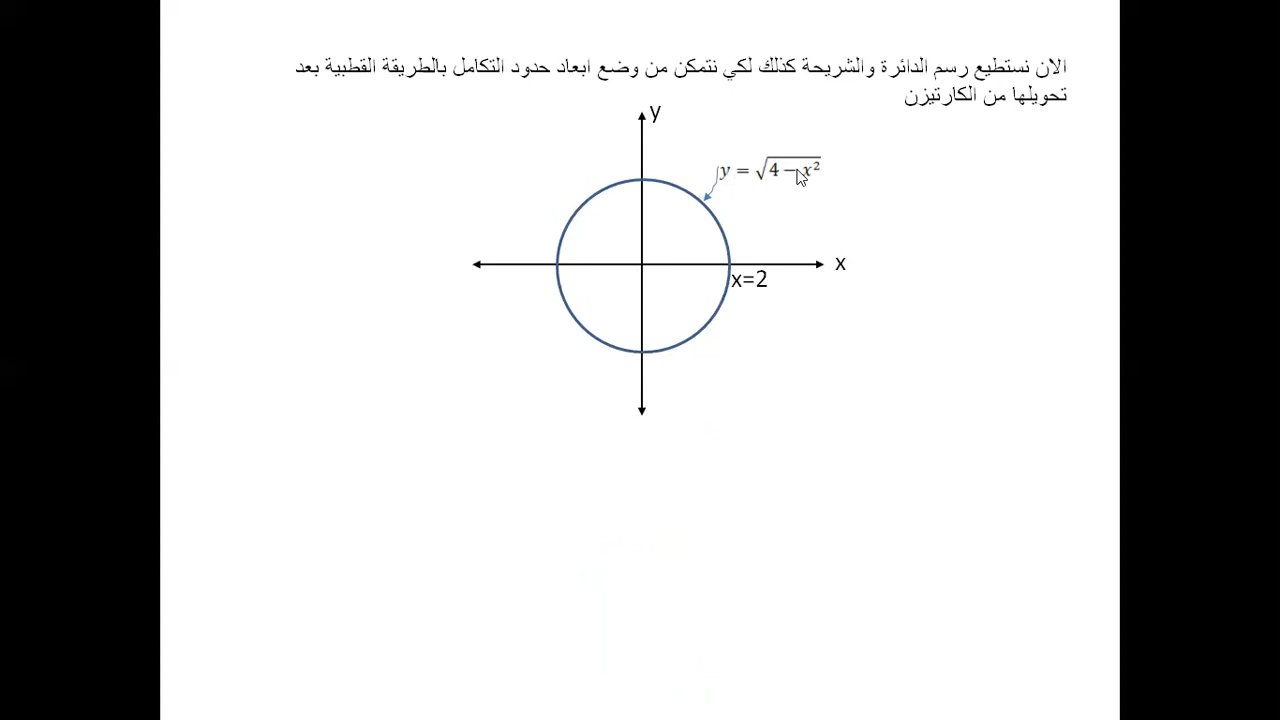 الان نستطيع رسم الدائرة والشريحة كذلك لكي نتمكن من وضع ابعاد حدود التكامل بالطريقة القطبية بعد
تحويلها من الكارتيزن
y
y = √4 − x²
x
x=2